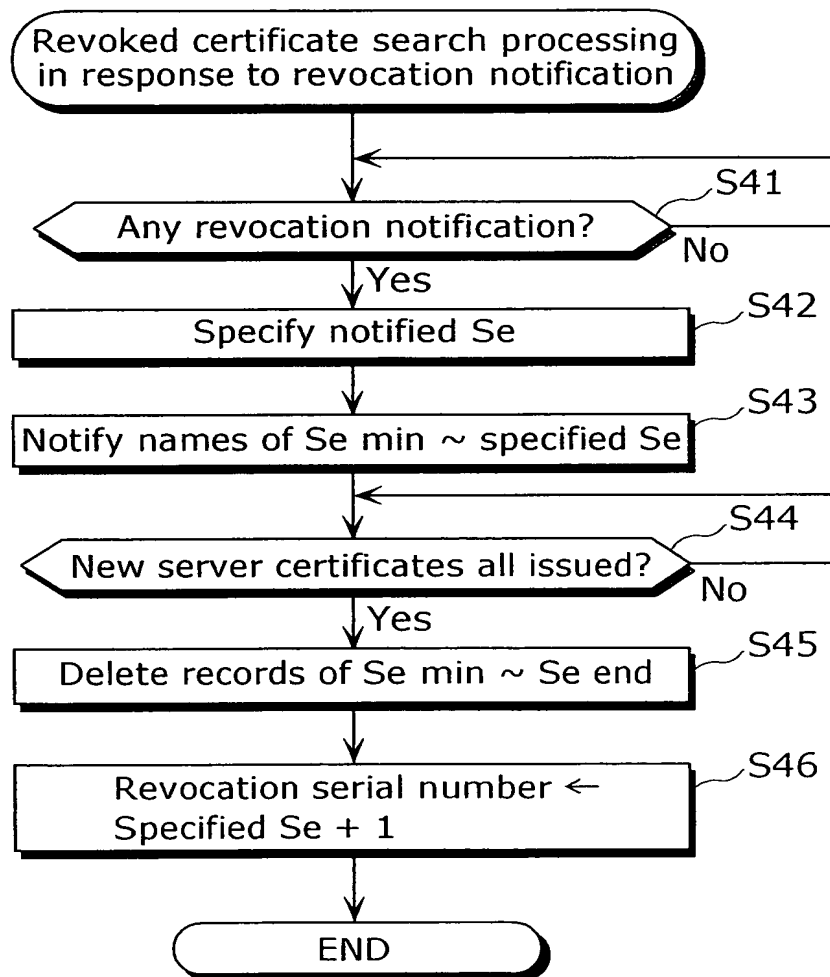 Revoked certificate search processing
in response to revocation notification
S41
Any revocation notification?
No
Yes
S42
Specify notified Se
S43
Notify names of Se min ~ specified Se
S44
New server certificates all issued?
No
Yes
S45
Delete records of Se min ~ Se end
S46
Revocation serial number ←
Specified Se + 1
END